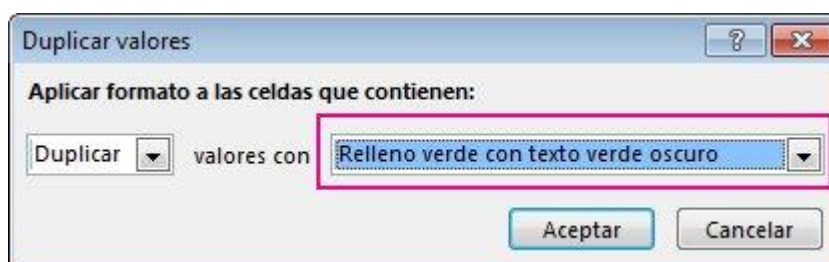 Duplicar valores
Aplicar formato a las celdas que contienen:
Duplicar valores con Relleno verde con texto verde oscuro
Aceptar Cancelar